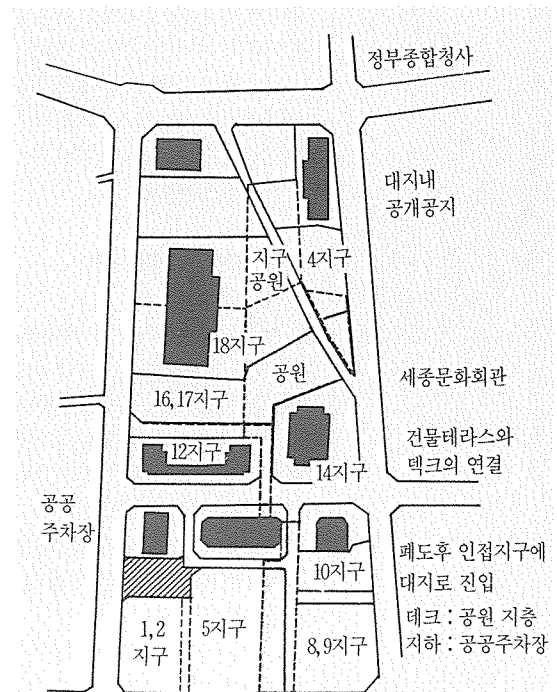 정부종합청사
대지내
공개공지
지구
공원
4지구
18지구
공원
세종문화회관
16,17지구
건물테라스와
덱크의 연결
12지구
14지구
공공
주차장
폐도후 인접지구에
대지로 진입
10지구
데크 : 공원 지층
지하 : 공공주차장
1,2
지구
5지구
8,9지구